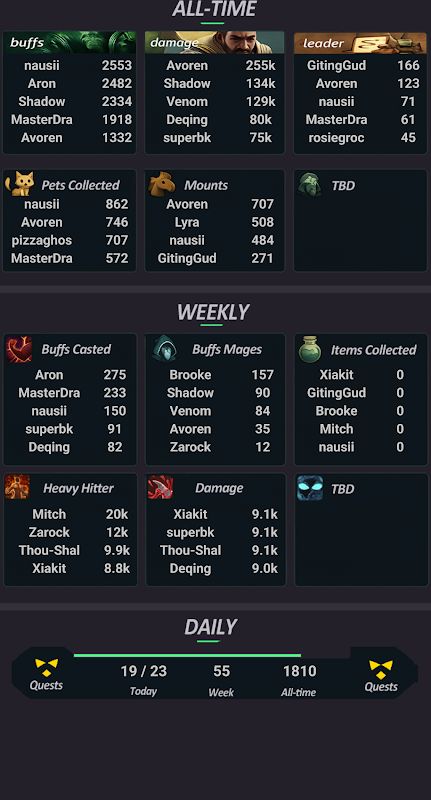 ALL-TIME
buffs
nausii 2553
Aron 2482
Shadow 2334
MasterDra 1918
Avoren 1332
damage
Avoren 255k
Shadow 134k
Venom 129k
Deqing 80k
superbk 75k
leader
GitingGud 166
Avoren 123
nausii 71
MasterDra 61
rosiegroc 45
Pets Collected
nausii 862
Avoren 746
pizzaghos 707
MasterDra 572
Mounts
Avoren 707
Lyra 508
nausii 484
GitingGud 271
TBD
WEEKLY
Buffs Casted
Aron 275
MasterDra 233
nausii 150
superbk 91
Deqing 82
Buffs Mages
Brooke 157
Shadow 90
Venom 84
Avoren 35
Zarock 12
Items Collected
Xiakit 0
GitingGud 0
Brooke 0
Mitch 0
nausii 0
Heavy Hitter
Mitch 20k
Zarock 12k
Thou-Shal 9.9k
Xiakit 8.8k
Damage
Xiakit 9.1k
superbk 9.1k
Thou-Shal 9.1k
Deqing 9.0k
TBD
DAILY
Quests
19 / 23
Today
55
Week
1810
All-time
Quests